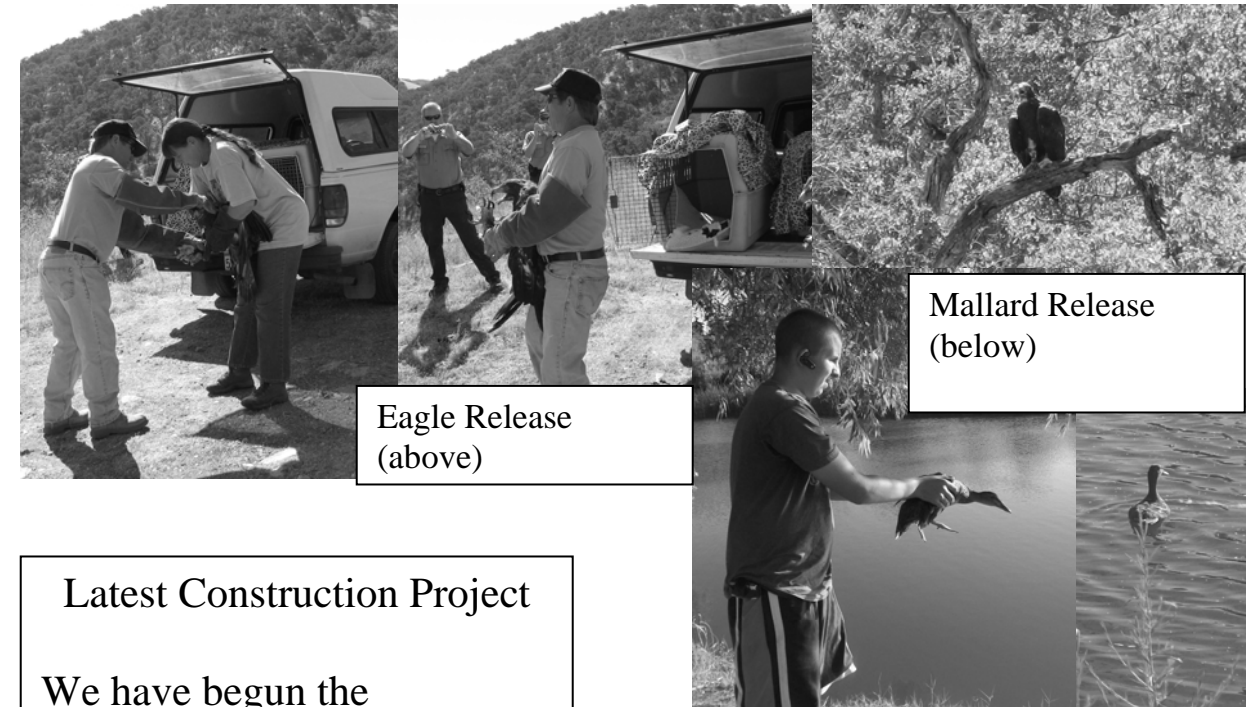 Mallard Release
(below)
Eagle Release
(above)
Latest Construction Project
We have begun the